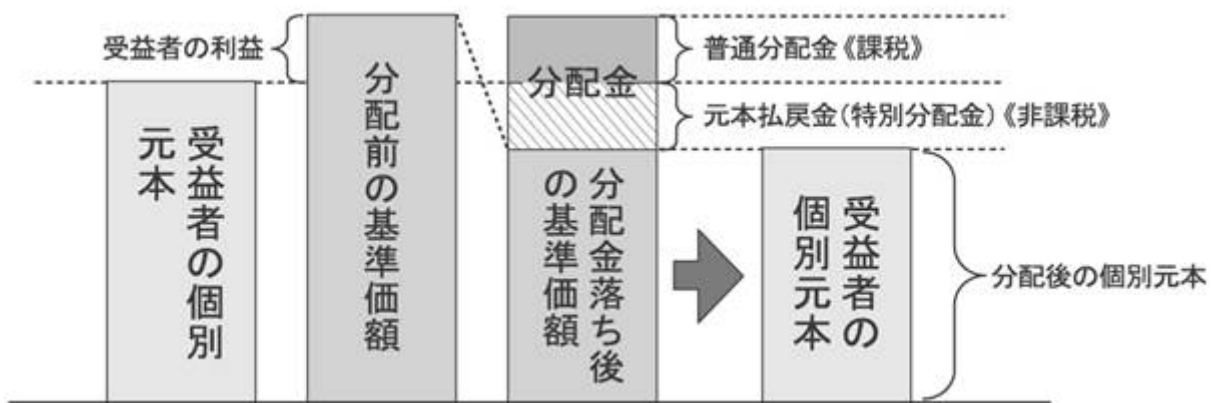 受益者の利益
受益者の個別
元本
分配前の基準価額
分配金
普通分配金《課税》
元本払戻金(特別分配金)《非課税》
分配金落ち後
の基準価額
受益者の
個別元本
分配後の個別元本